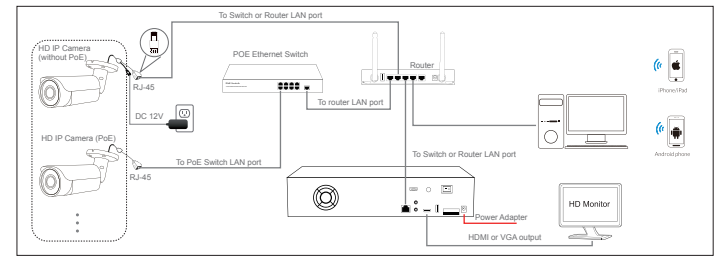 To Switch or Router LAN port
HD IP Camera
(without PoE)
POE Ethernet Switch
Router
RJ-45
iPhone/iPad
To router LAN port
DC 12V
HD IP Camera (PoE)
Android phone
To PoE Switch LAN port
To Switch or Router LAN port
RJ-45
HD Monitor
Power Adapter
HDMI or VGA output